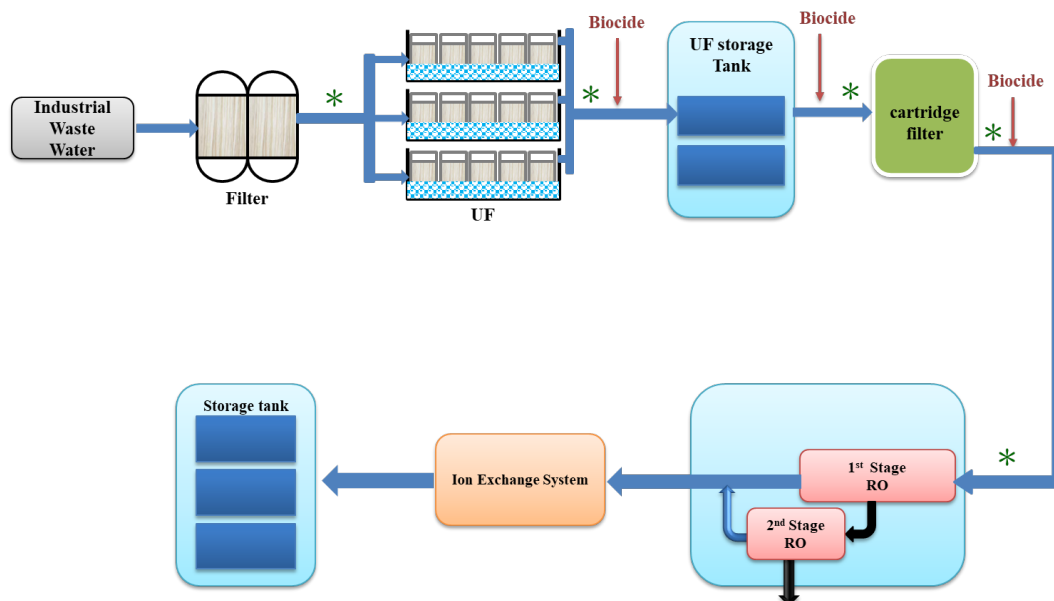 Industrial
Waste
Water
Filter
*
UF
*
Biocide
UF storage
Tank
Biocide
*
cartridge
filter
*
Biocide
*
1st Stage
RO
2nd Stage
RO
Ion Exchange System
Storage tank